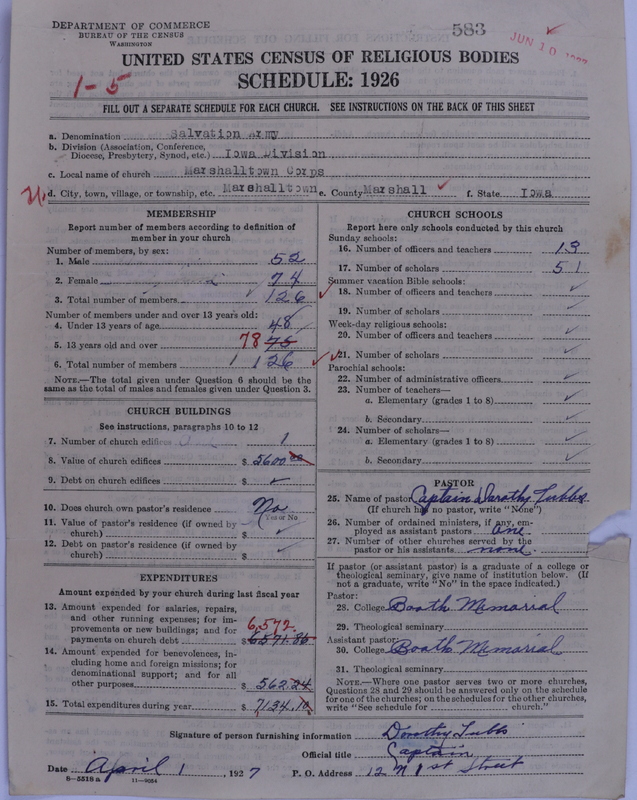 DEPARTMENT OF COMMERCE
BUREAU OF THE CENSUS
WASHINGTON
583
JUN 10
UNITED STATES CENSUS OF RELIGIOUS BODIES
SCHEDULE: 1926
1-5
FILL OUT A SEPARATE SCHEDULE FOR EACH CHURCH. SEE INSTRUCTIONS ON THE BACK OF THIS SHEET
a. Denomination Salvation Army
b. Division (Association, Conference, Diocese, Presbytery, Synod, etc.) Iowa Division
c. Local name of church Marshalltown Corps
d. City, town, village, or township, etc. Marshalltown e. County Marshall f. State Iowa
MEMBERSHIP
Report number of members according to definition of
member in your church
Number of members, by sex:
1. Male 52
2. Female 74
3. Total number of members 126
Number of members under and over 13 years old:
4. Under 13 years of age 48
5. 13 years old and over 78 75
6. Total number of members 126
NOTE.—The total given under Question 6 should be the
same as the total of males and females given under Question 3.
CHURCH BUILDINGS
See instructions, paragraphs 10 to 12
7. Number of church edifices 1
8. Value of church edifices $5600.00
9. Debt on church edifices $
10. Does church own pastor's residence? No
Yes or No
11. Value of pastor's residence (if owned by
church) $
12. Debt on pastor's residence (if owned by
church) $
EXPENDITURES
Amount expended by your church during last fiscal year
13. Amount expended for salaries, repairs,
and other running expenses; for im-
provements or new buildings; and for 6,572.
payments on church debt $6,571.86
14. Amount expended for benevolences, in-
cluding home and foreign missions; for
denominational support; and for all
other purposes $562.24
15. Total expenditures during year $7134.10
CHURCH SCHOOLS
Report here only schools conducted by this church
Sunday schools:
16. Number of officers and teachers 13
17. Number of scholars 51
Summer vacation Bible schools:
18. Number of officers and teachers
19. Number of scholars
Week-day religious schools:
20. Number of officers and teachers
21. Number of scholars
Parochial schools:
22. Number of administrative officers
23. Number of teachers—
a. Elementary (grades 1 to 8)
b. Secondary
24. Number of scholars—
a. Elementary (grades 1 to 8)
b. Secondary
PASTOR
25. Name of pastor Captain Dorothy Tubbs
(If church has no pastor, write "None")
26. Number of ordained ministers, if any, em-
ployed as assistant pastors one
27. Number of other churches served by the
pastor or his assistants none
If pastor (or assistant pastor) is a graduate of a college or
theological seminary, give name of institution below. (If
not a graduate, write "No" in the space indicated.)
Pastor:
28. College Booth Memorial
29. Theological seminary
Assistant pastor:
30. College Booth Memorial
31. Theological seminary
NOTE.—Where one pastor serves two or more churches,
Questions 28 and 29 should be answered only on the schedule
for one of the churches; on the schedules for the other churches,
write "See schedule for church."
Signature of person furnishing information Dorothy Tubbs
Official title Captain
Date April 1, 1927 P. O. Address 12 N 1st Street
8-5518a 11-9034